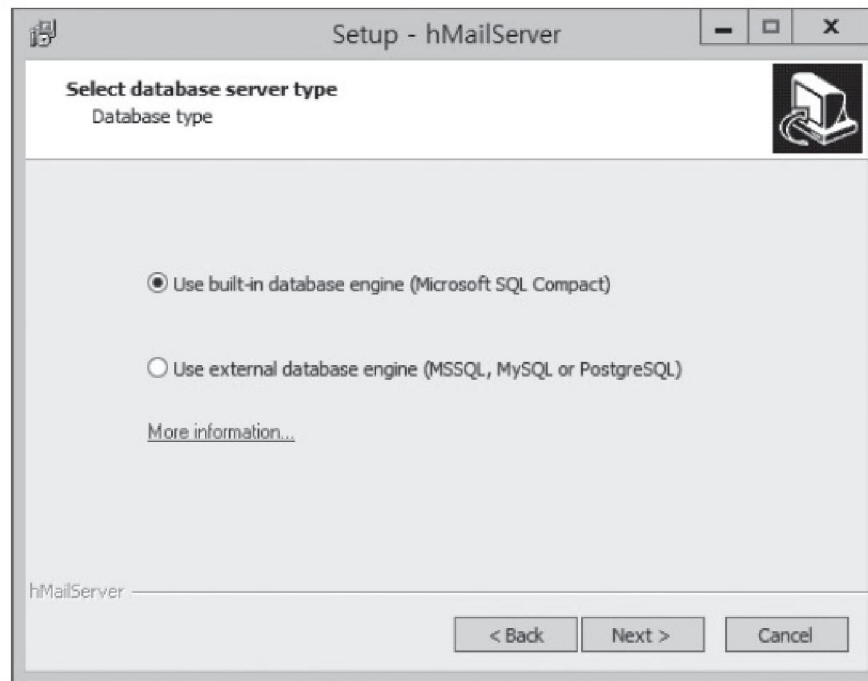 Setup - hMailServer
Select database server type
Database type
Use built-in database engine (Microsoft SQL Compact)
Use external database engine (MSSQL, MySQL or PostgreSQL)
More information...
hMailServer
< Back
Next >
Cancel